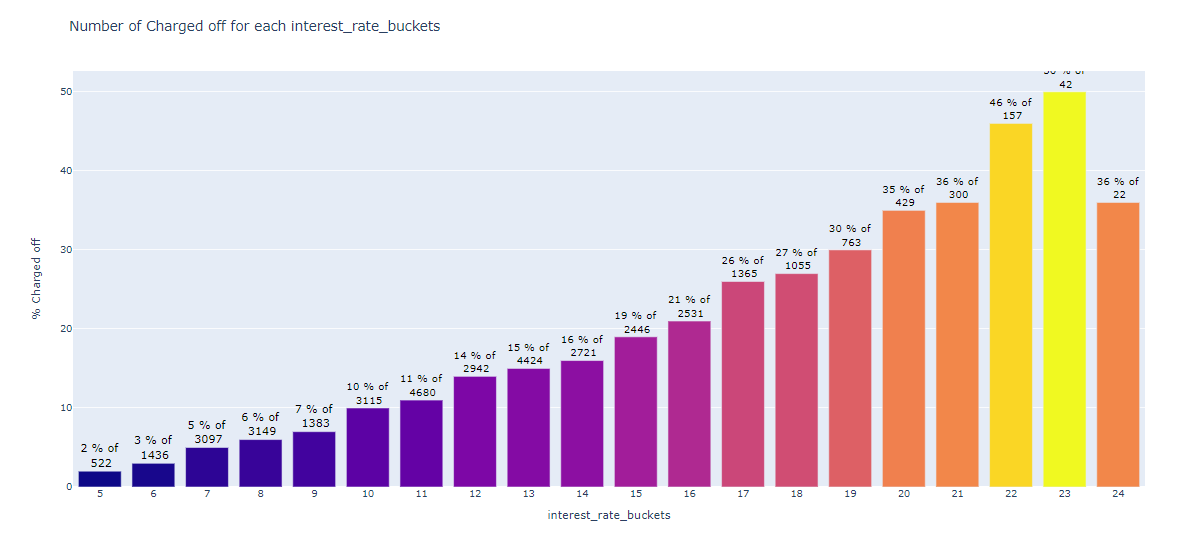 Number of Charged off for each interest_rate_buckets
% Charged off
50
40
30
20
10
0
2 % of
522
3 % of
1436
5 % of
3097
6 % of
3149
7 % of
1383
10 % of
3115
11 % of
4680
14 % of
2942
15 % of
4424
16 % of
2721
19 % of
2446
21 % of
2531
26 % of
1365
27 % of
1055
30 % of
763
35 % of
429
36 % of
300
46 % of
157
50 % of
42
36 % of
22
5 6 7 8 9 10 11 12 13 14 15 16 17 18 19 20 21 22 23 24
interest_rate_buckets